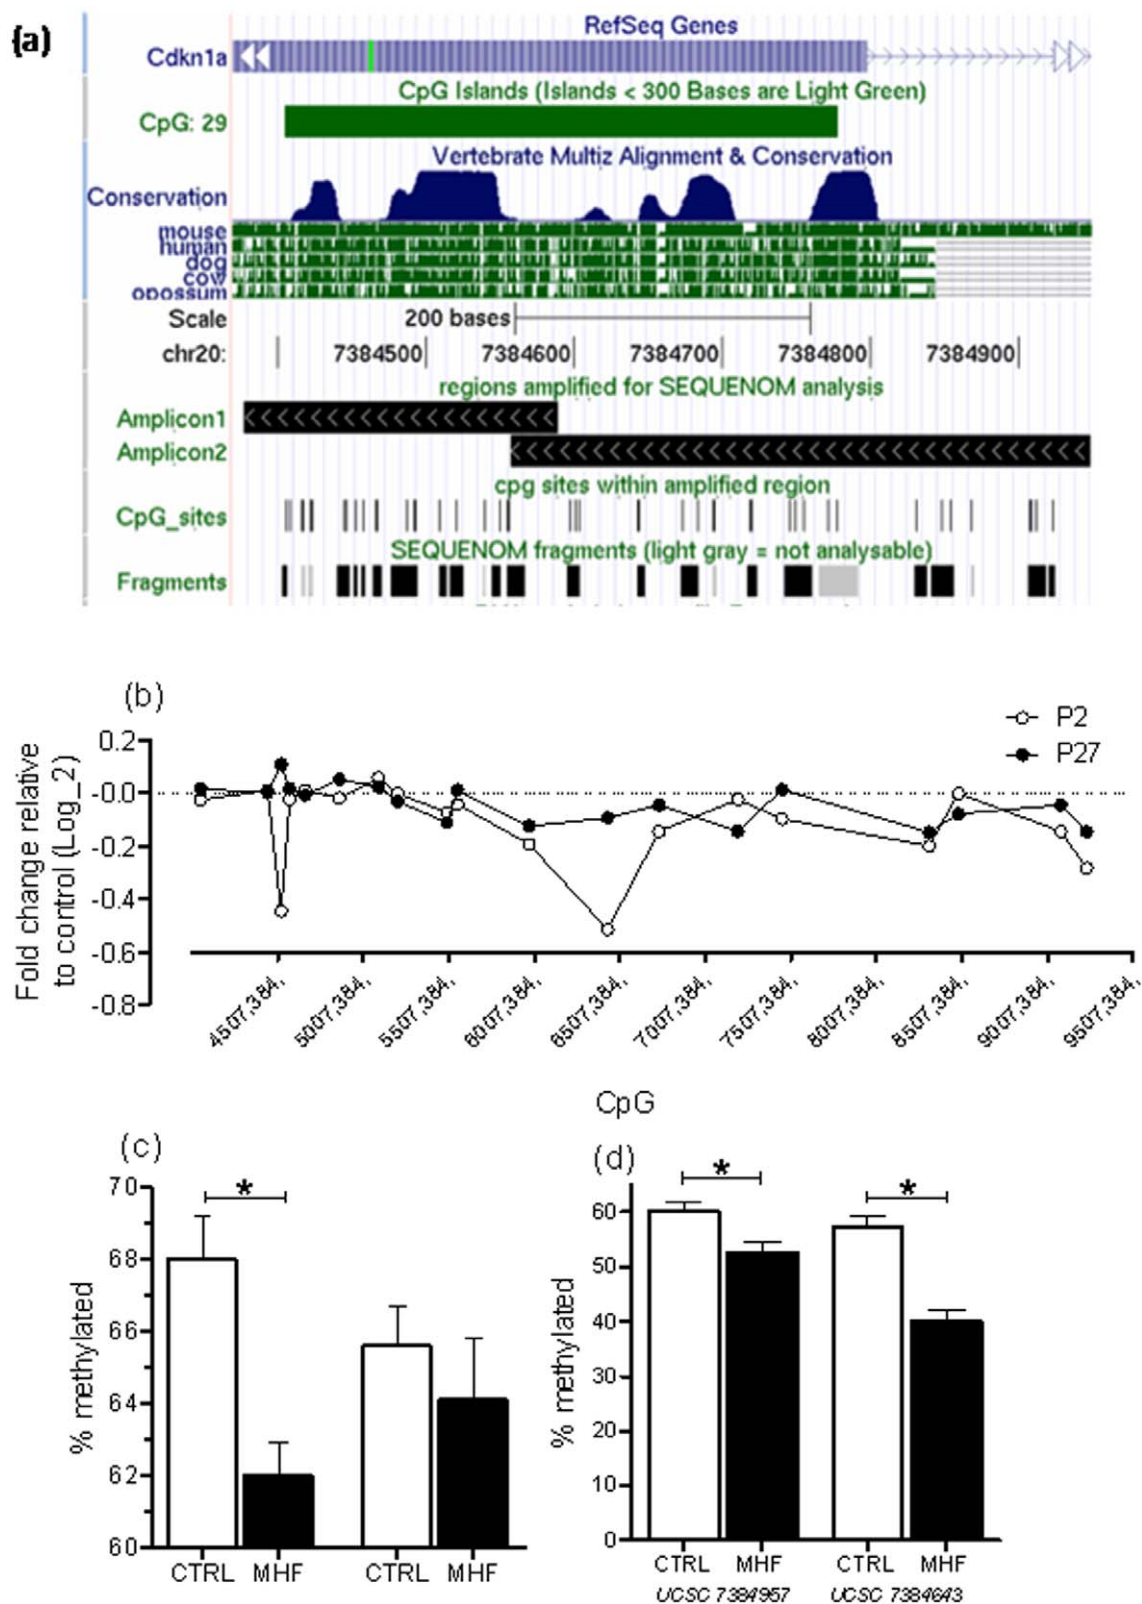 (a)
RefSeq Genes
Cdkn1a
CpG Islands (Islands < 300 Bases are Light Green)
CpG: 29
Vertebrate Multiz Alignment & Conservation
Conservation
mouse
human
dog
cow
opossum
Scale 200 bases
chr20: 7384500 7384600 7384700 7384800 7384900
regions amplified for SEQUENOM analysis
Amplicon1
Amplicon2
cpg sites within amplified region
CpG_sites
SEQUENOM fragments (light gray = not analysable)
Fragments
(b)
P2
P27
Fold change relative
to control (Log_2)
0.2
-0.0
-0.2
-0.4
-0.6
-0.8
4507,384, 5007,384, 5507,384, 6007,384, 6507,384, 7007,384, 7507,384, 8007,384, 8507,384, 9007,384, 9507,384,
CpG
(c)
% methylated
70
68
66
64
62
60
*
CTRL MHF CTRL MHF
(d)
% methylated
60
50
40
30
20
10
0
* *
CTRL MHF CTRL MHF
UCSC 7384957 UCSC 7384643